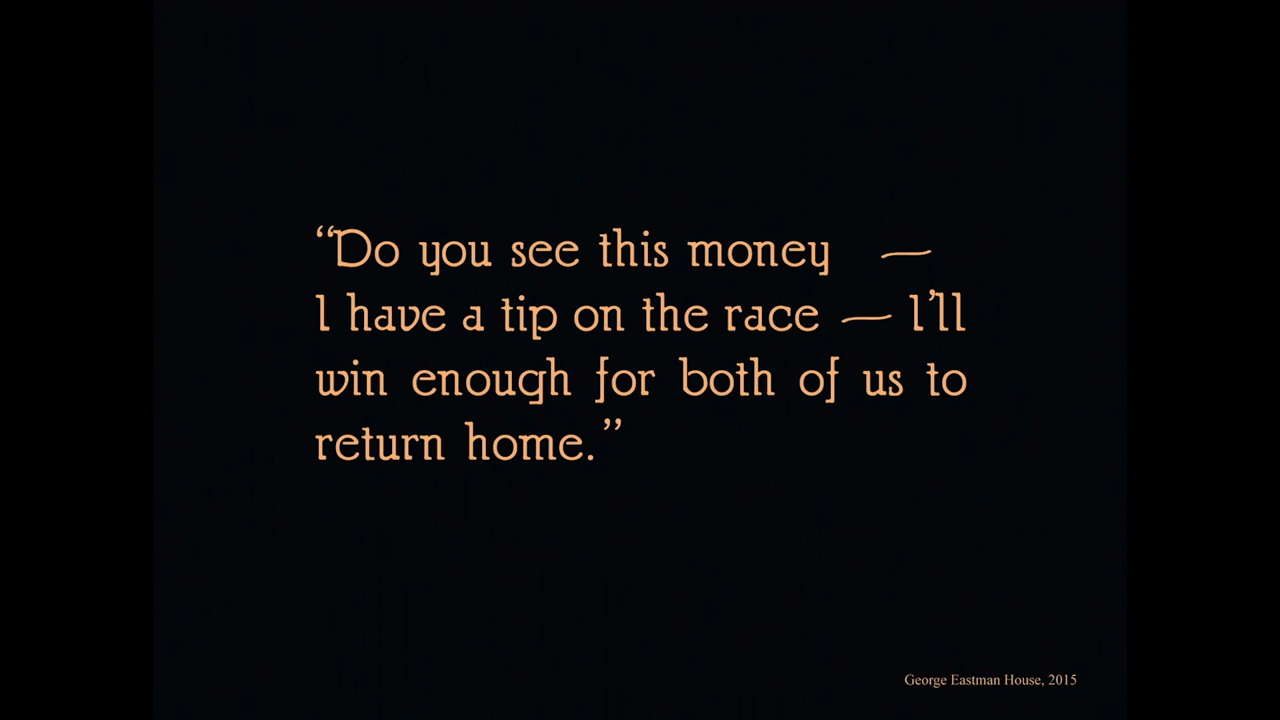 “Do you see this money —
I have a tip on the race — I’ll
win enough for both of us to
return home.”
George Eastman House, 2015